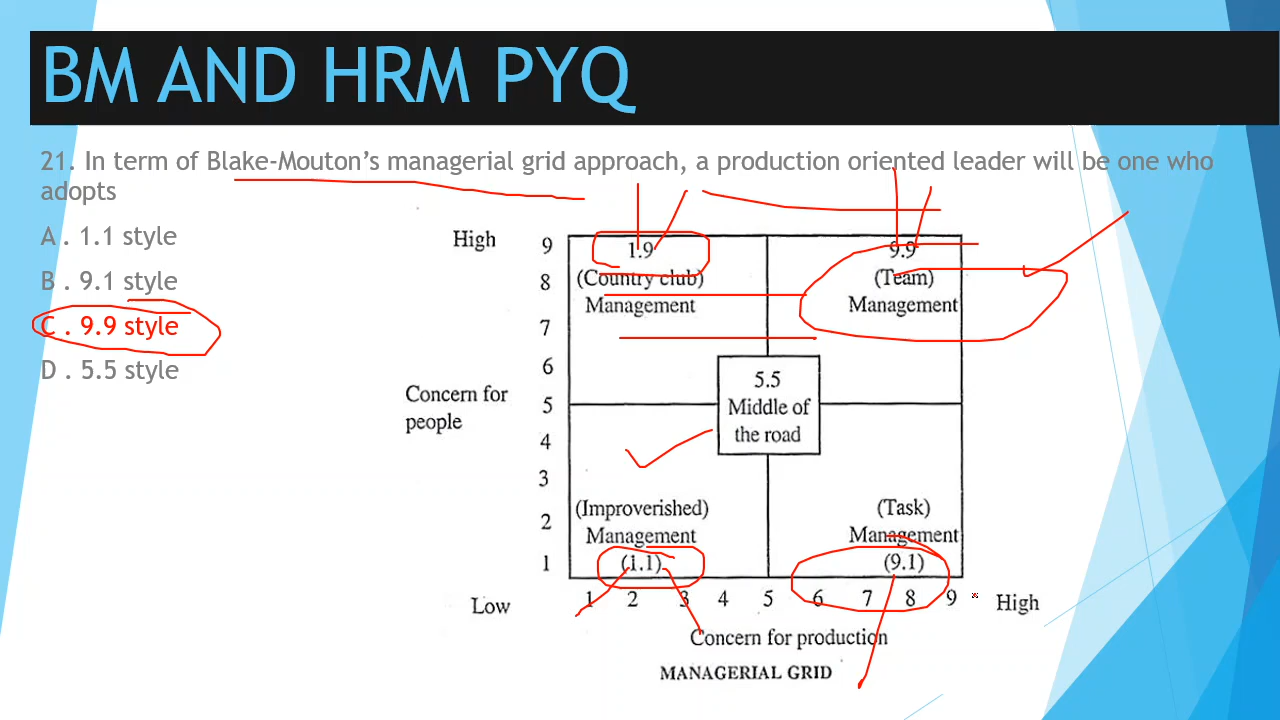 BM AND HRM PYQ
21. In term of Blake-Mouton's managerial grid approach, a production oriented leader will be one who
adopts
A . 1.1 style
B . 9.1 style
C . 9.9 style
D . 5.5 style
High
9
8
7
6
5
4
3
2
1
Concern for
people
1.9
(Country club)
Management
9.9
(Team)
Management
5.5
Middle of
the road
(Improverished)
Management
(1.1)
(Task)
Management
(9.1)
Low
1 2 3 4 5 6 7 8 9
High
Concern for production
MANAGERIAL GRID